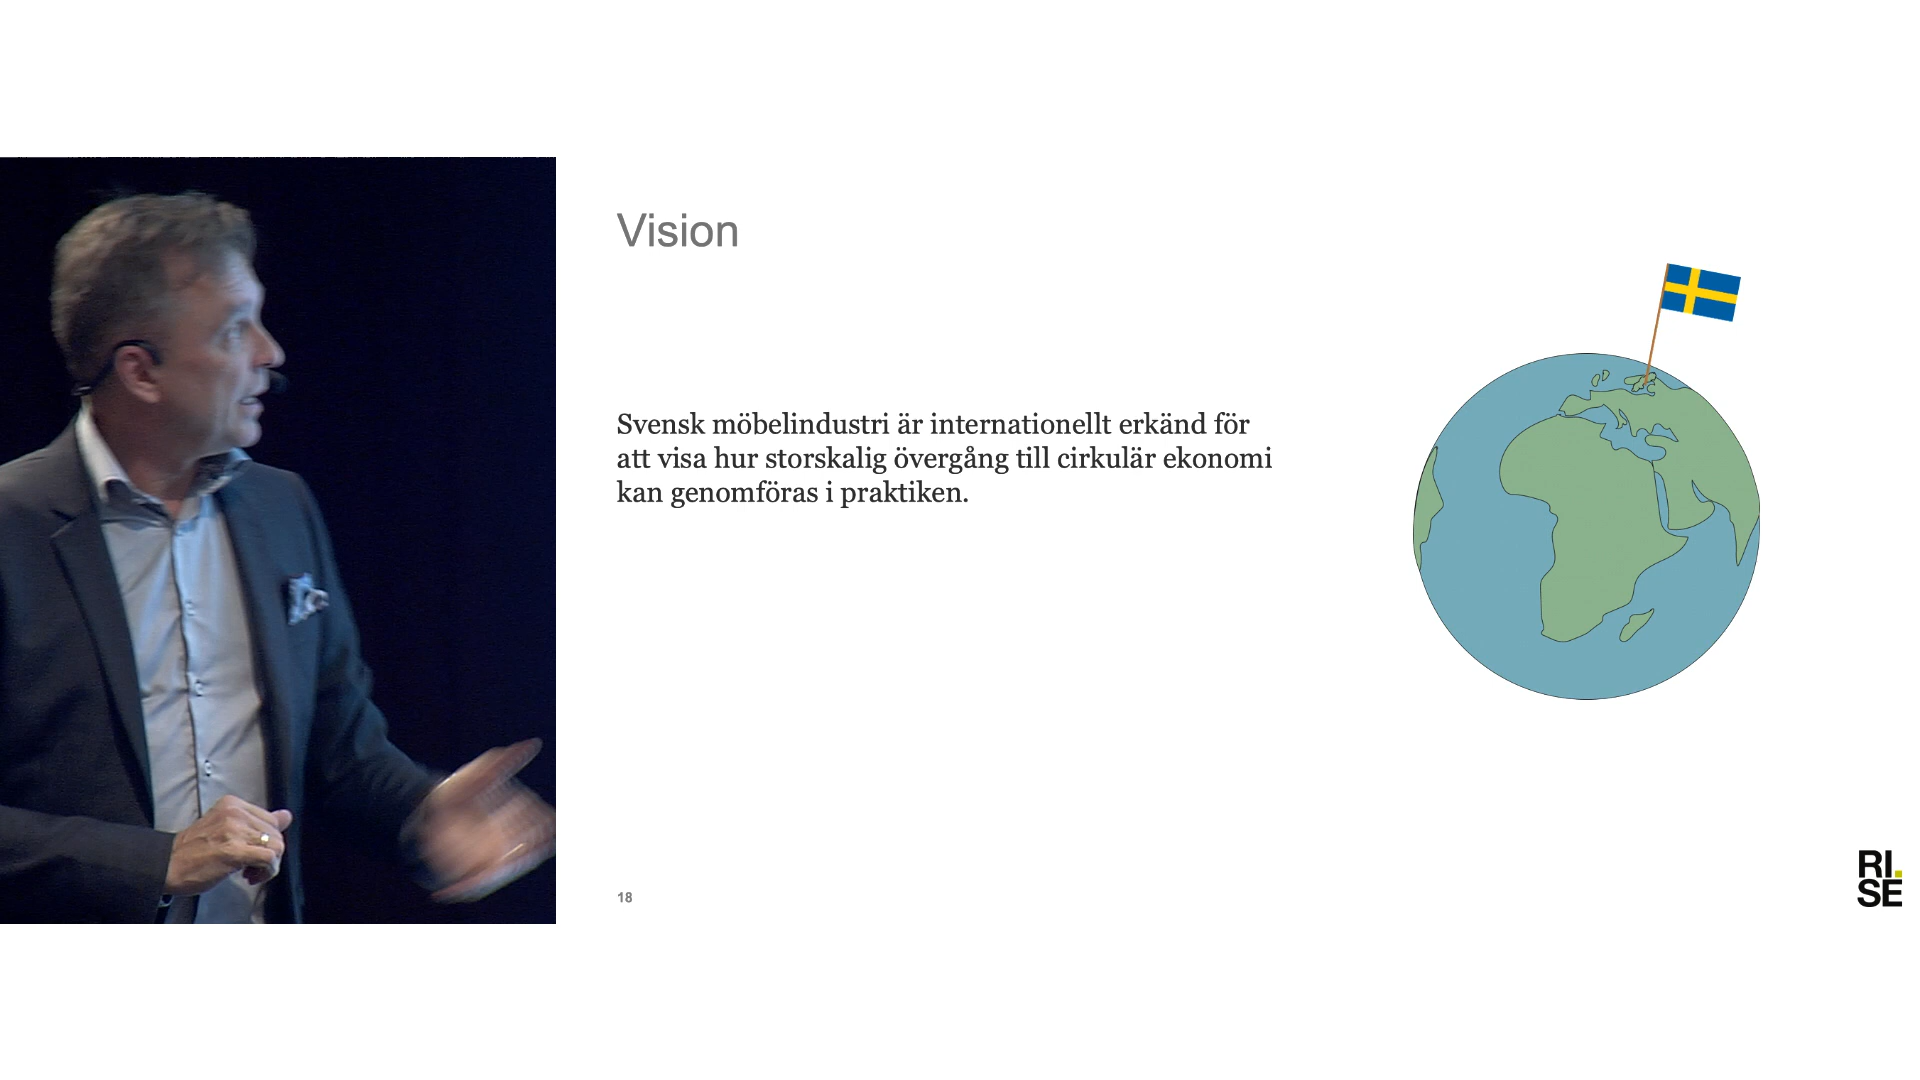 Vision
Svensk möbelindustri är internationellt erkänd för
att visa hur storskalig övergång till cirkulär ekonomi
kan genomföras i praktiken.
18
RI.
SE